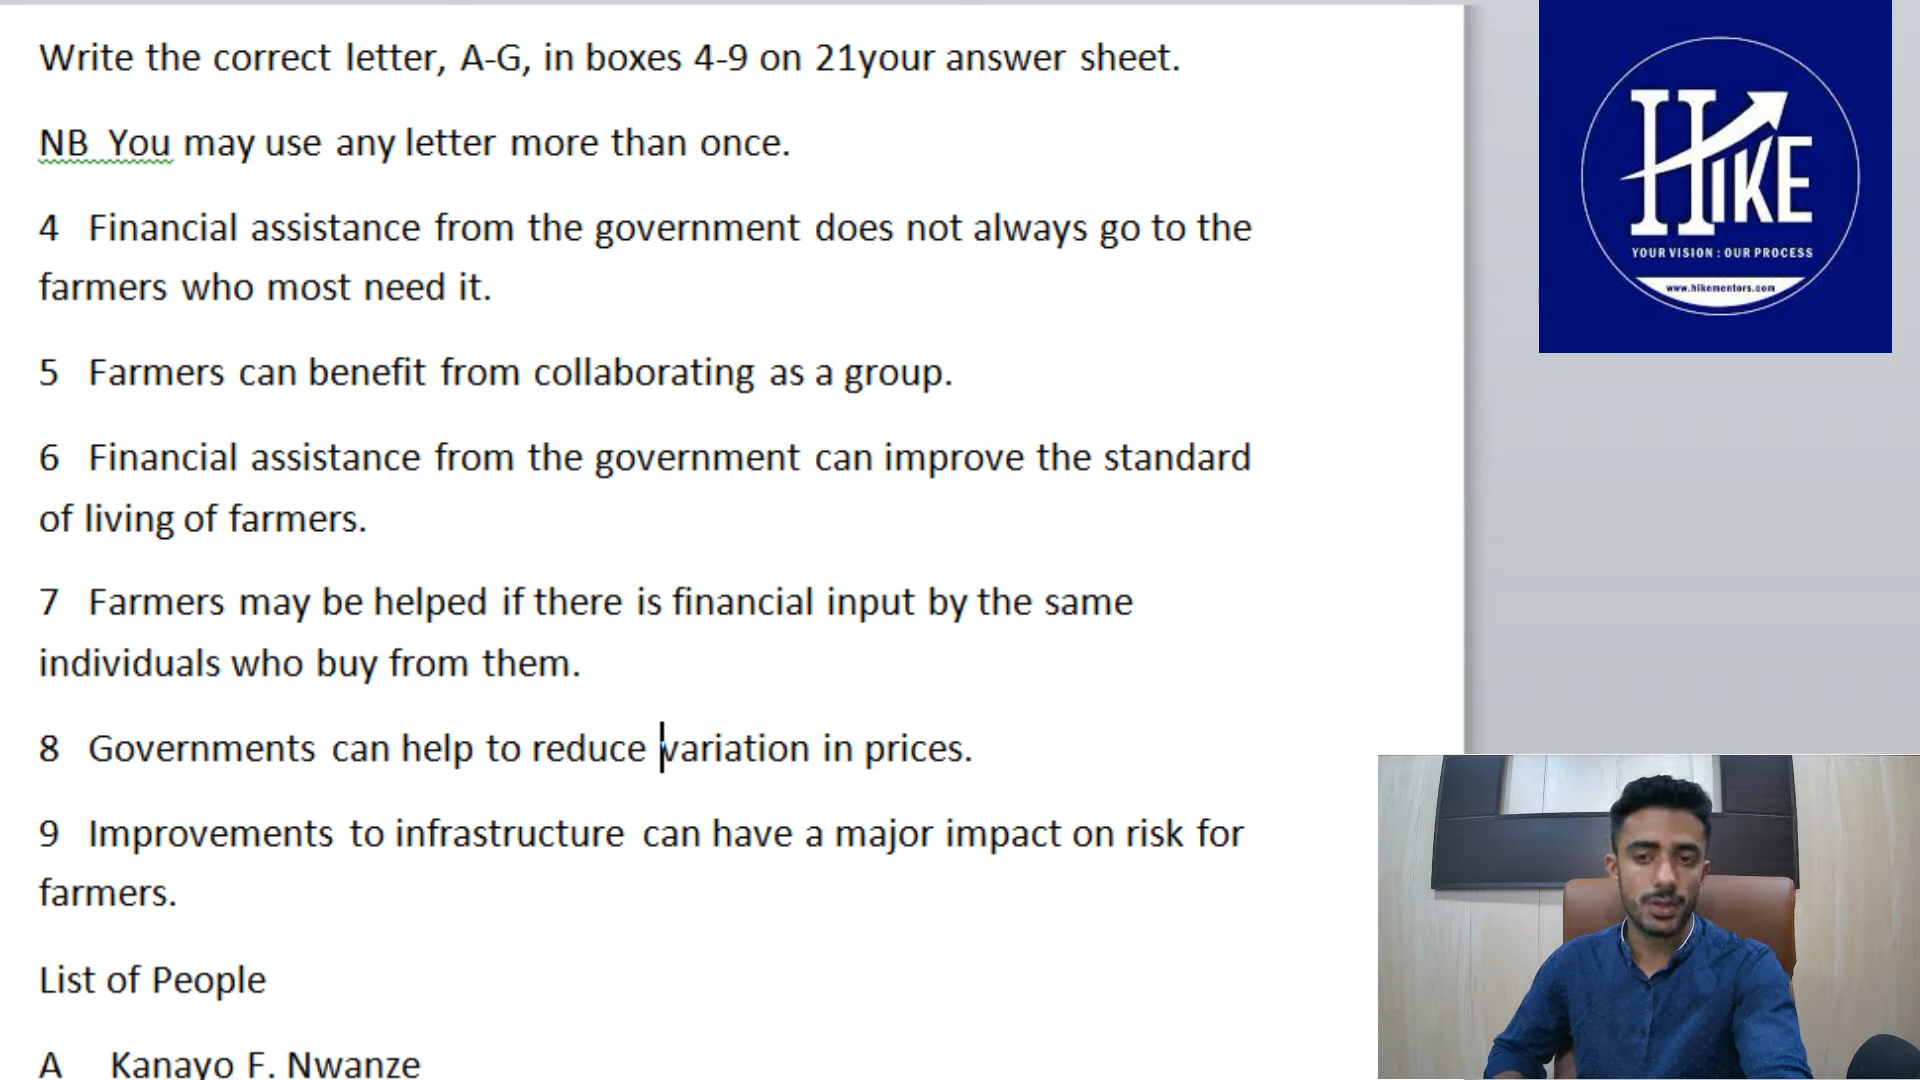 Write the correct letter, A-G, in boxes 4-9 on 21your answer sheet.
NB  You may use any letter more than once.
4   Financial assistance from the government does not always go to the
farmers who most need it.
5   Farmers can benefit from collaborating as a group.
6   Financial assistance from the government can improve the standard
of living of farmers.
7   Farmers may be helped if there is financial input by the same
individuals who buy from them.
8   Governments can help to reduce variation in prices.
9   Improvements to infrastructure can have a major impact on risk for
farmers.
List of People
A    Kanayo F. Nwanze
HIKE
YOUR VISION : OUR PROCESS
www.hikementors.com